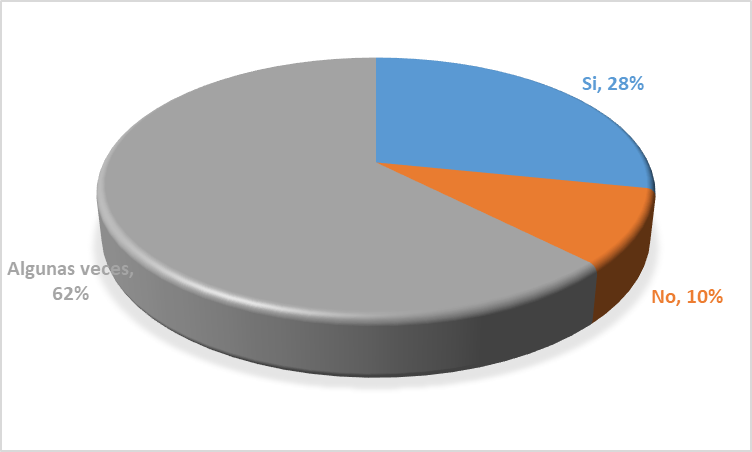 Si, 28%
Algunas veces,
62%
No, 10%